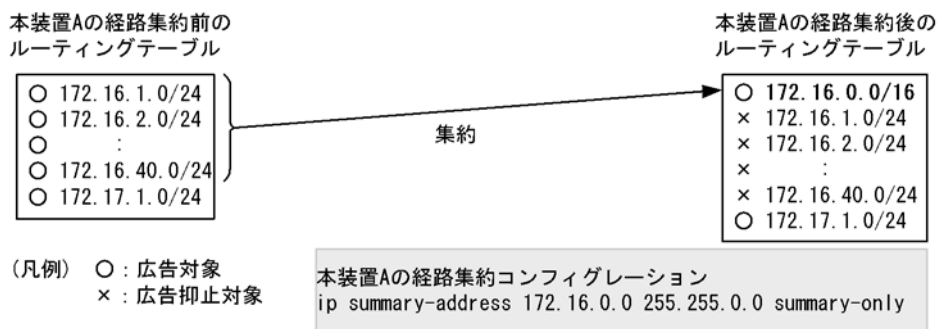 本装置Aの経路集約前の
ルーティングテーブル
○ 172.16.1.0/24
○ 172.16.2.0/24
○ :
○ 172.16.40.0/24
○ 172.17.1.0/24
集約
本装置Aの経路集約後の
ルーティングテーブル
○ 172.16.0.0/16
× 172.16.1.0/24
× 172.16.2.0/24
× :
× 172.16.40.0/24
○ 172.17.1.0/24
(凡例) ○:広告対象
×:広告抑止対象
本装置Aの経路集約コンフィグレーション
ip summary-address 172.16.0.0 255.255.0.0 summary-only